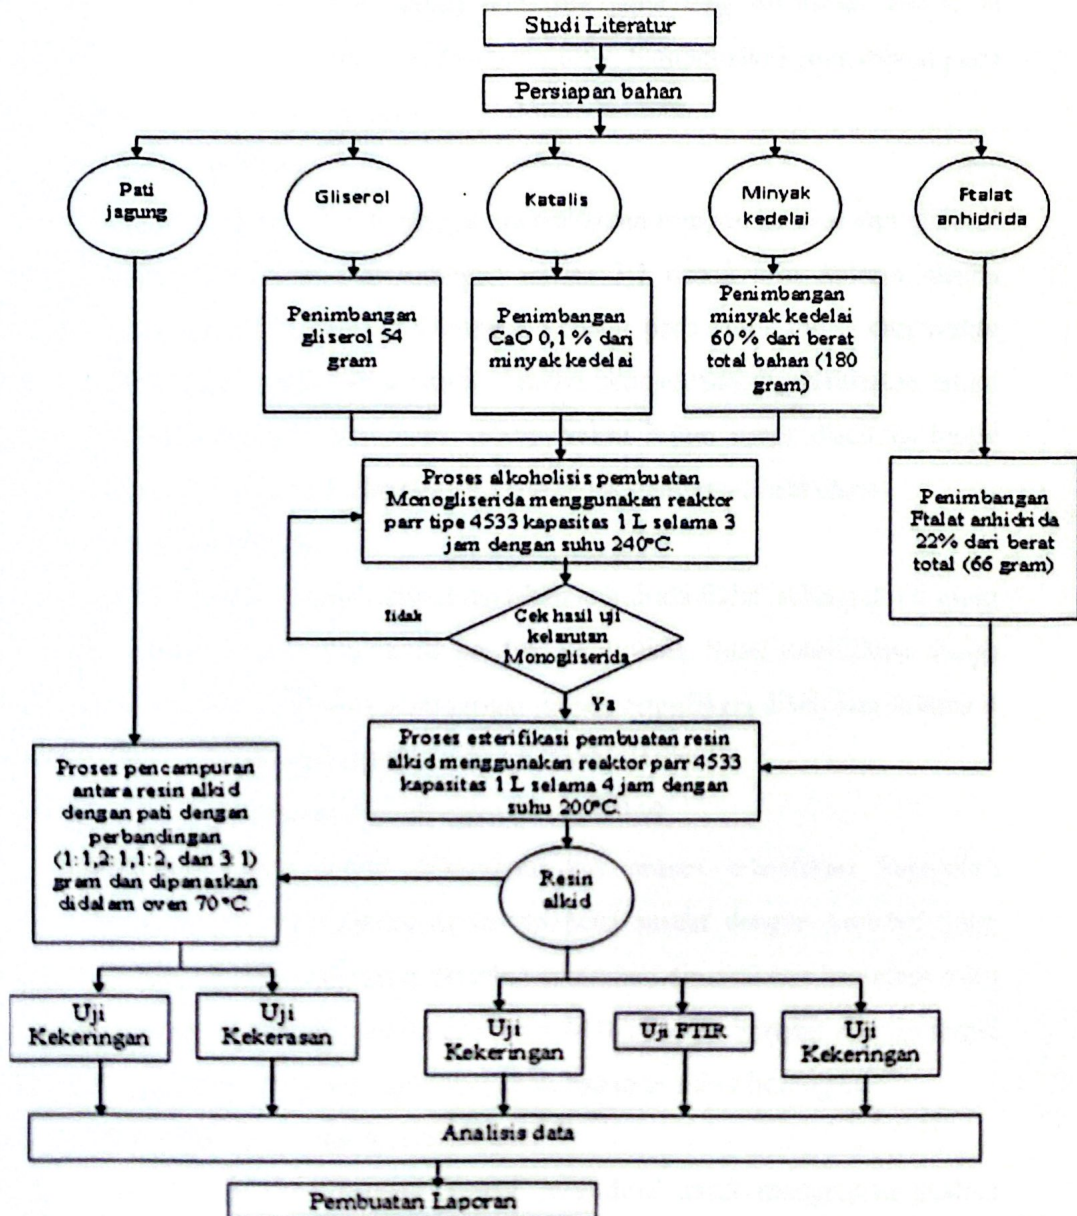 Studi Literatur
Persiapan bahan
Pati
jagung
Gliserol
Katalis
Minyak
kedelai
Ftalat
anhidrida
Penimbangan
gliserol 54
gram
Penimbangan
CaO 0,1% dari
minyak kedelai
Penimbangan
minyak kedelai
60% dari berat
total bahan (180
gram)
Proses alkoholisis pembuatan
Monogliserida menggunakan reaktor
parr tipe 4533 kapasitas 1 L selama 3
jam dengan suhu 240°C.
Penimbangan
Ftalat anhidrida
22% dari berat
total (66 gram)
Tidak
Cek hasil uji
kelarutan
Monogliserida
Ya
Proses esterifikasi pembuatan resin
alkid menggunakan reaktor parr 4533
kapasitas 1 L selama 4 jam dengan
suhu 200°C.
Proses pencampuran
antara resin alkid
dengan pati dengan
perbandingan
(1:1,2:1,1:2, dan 3:1)
gram dan dipanaskan
didalam oven 70°C.
Resin
alkid
Uji
Kekeringan
Uji
Kekerasan
Uji
Kekeringan
Uji FTIR
Uji
Kekeringan
Analisis data
Pembuatan Laporan